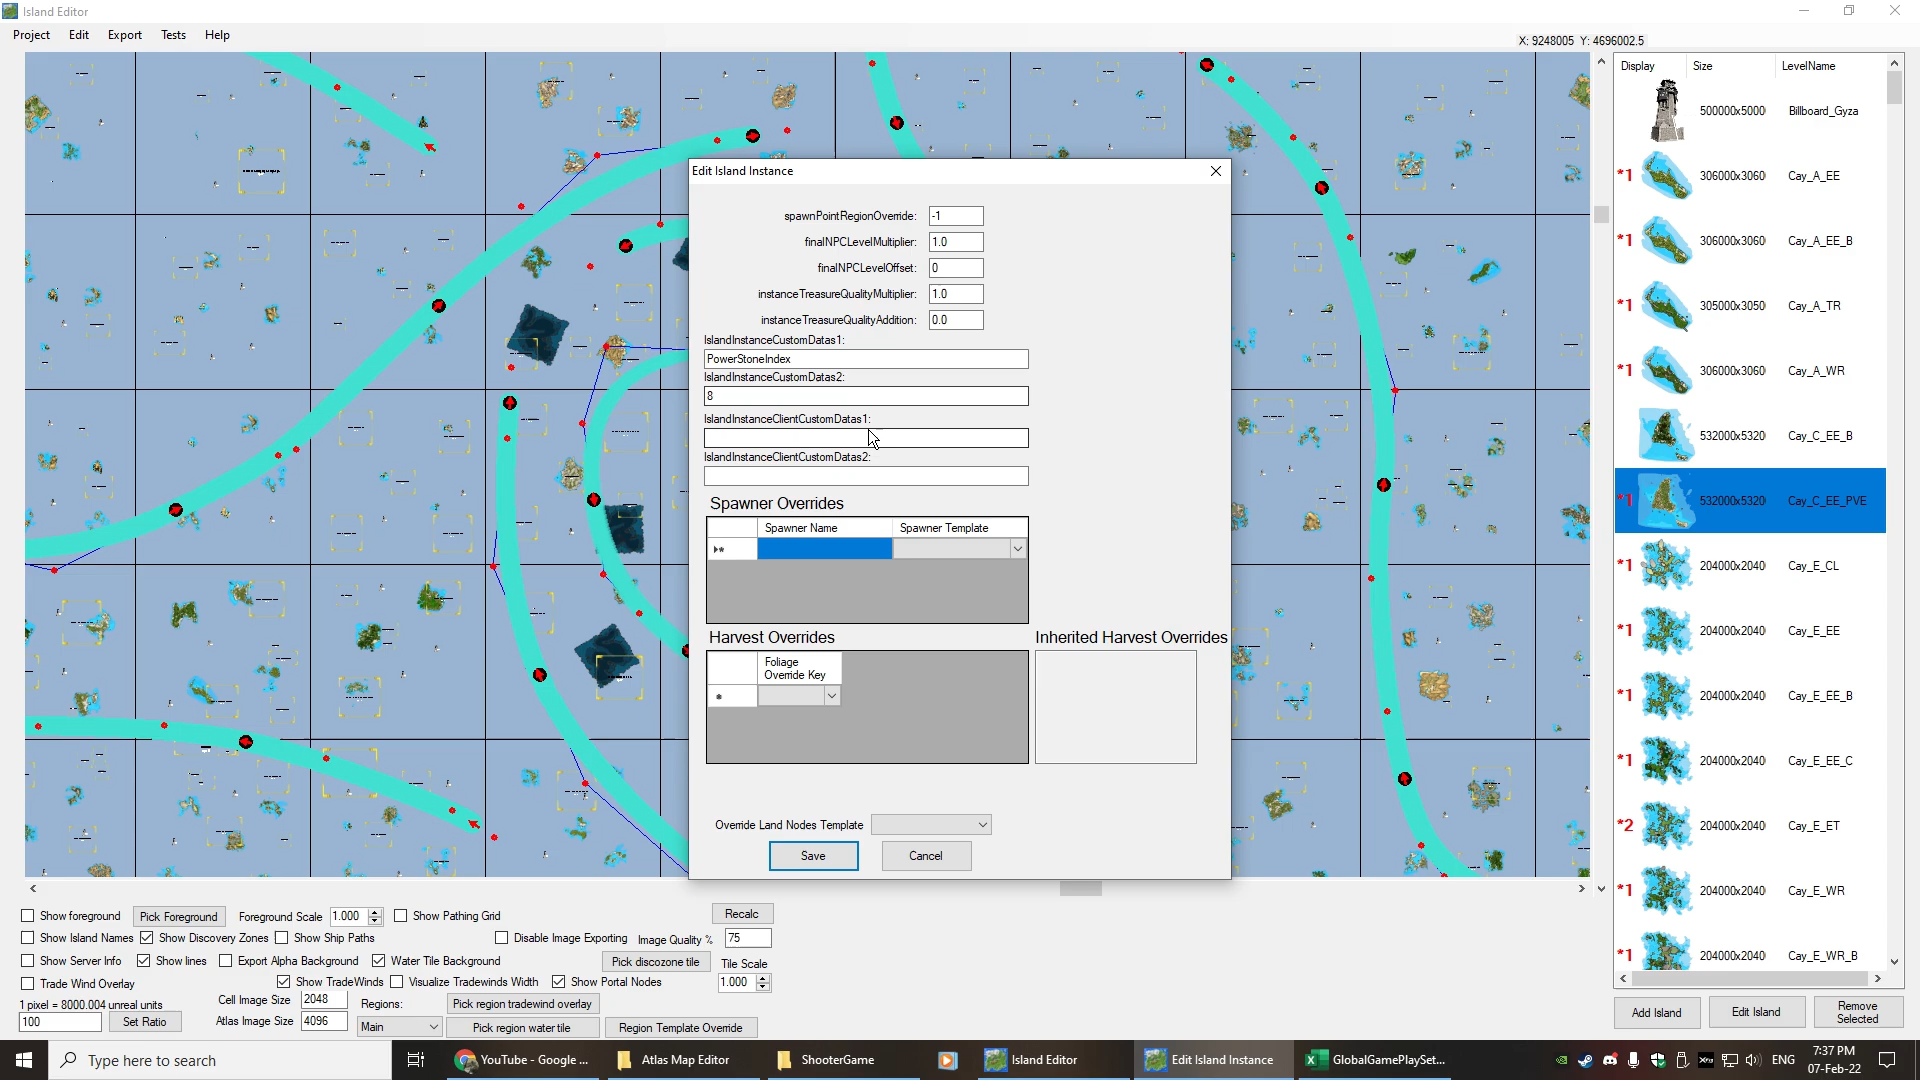 Island Editor
Project Edit Export Tests Help
X: 9248005 Y: 4696002.5
Display Size LevelName
500000x5000 Billboard_Gyza
*1 306000x3060 Cay_A_EE
*1 306000x3060 Cay_A_EE_B
*1 305000x3050 Cay_A_TR
*1 306000x3060 Cay_A_WR
532000x5320 Cay_C_EE_B
*1 532000x5320 Cay_C_EE_PVE
*1 204000x2040 Cay_E_CL
*1 204000x2040 Cay_E_EE
*1 204000x2040 Cay_E_EE_B
*1 204000x2040 Cay_E_EE_C
*2 204000x2040 Cay_E_ET
*1 204000x2040 Cay_E_WR
*1 204000x2040 Cay_E_WR_B
Add Island Edit Island Remove Selected
Edit Island Instance
spawnPointRegionOverride: -1
finalNPCLevelMultiplier: 1.0
finalNPCLevelOffset: 0
instanceTreasureQualityMultiplier: 1.0
instanceTreasureQualityAddition: 0.0
IslandInstanceCustomDatas1:
PowerStoneIndex
IslandInstanceCustomDatas2:
8
IslandInstanceClientCustomDatas1:
IslandInstanceClientCustomDatas2:
Spawner Overrides
Spawner Name Spawner Template
Harvest Overrides Inherited Harvest Overrides
Foliage
Override Key
Override Land Nodes Template
Save Cancel
Show foreground Pick Foreground Foreground Scale 1.000 Show Pathing Grid Recalc
Show Island Names Show Discovery Zones Show Ship Paths Disable Image Exporting Image Quality % 75
Show Server Info Show lines Export Alpha Background Water Tile Background Pick discozone tile Tile Scale
Trade Wind Overlay Show TradeWinds Visualize Tradewinds Width Show Portal Nodes 1.000
1 pixel = 8000.004 unreal units Cell Image Size 2048 Regions: Pick region tradewind overlay
100 Set Ratio Atlas Image Size 4096 Main Pick region water tile Region Template Override
Type here to search
YouTube - Google ...
Atlas Map Editor
ShooterGame
Island Editor
Edit Island Instance
GlobalGamePlaySet...
ENG
7:37 PM
07-Feb-22